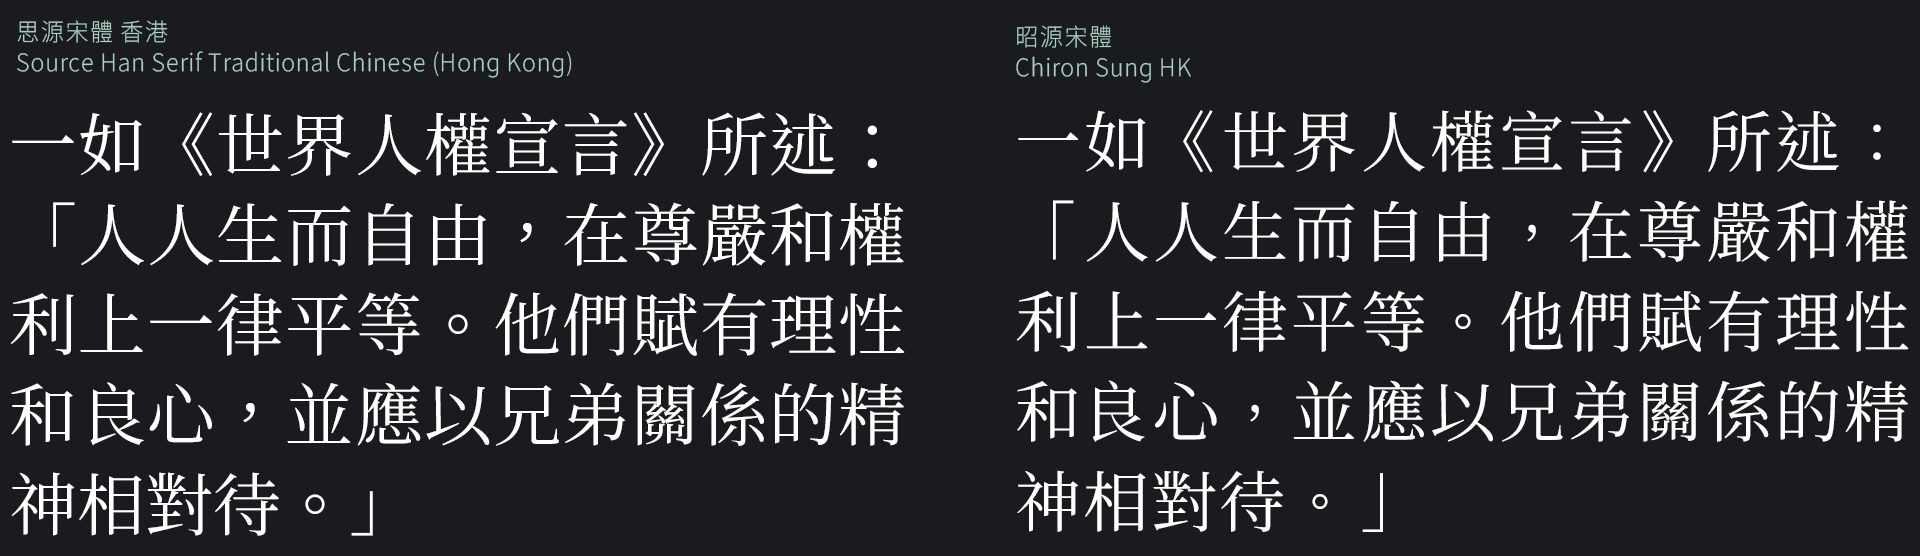 思源宋體 香港
Source Han Serif Traditional Chinese (Hong Kong)
一如《世界人權宣言》所述：
「人人生而自由，在尊嚴和權
利上一律平等。他們賦有理性
和良心，並應以兄弟關係的精
神相對待。」
昭源宋體
Chiron Sung HK
一如《世界人權宣言》所述：
「人人生而自由，在尊嚴和權
利上一律平等。他們賦有理性
和良心，並應以兄弟關係的精
神相對待。」